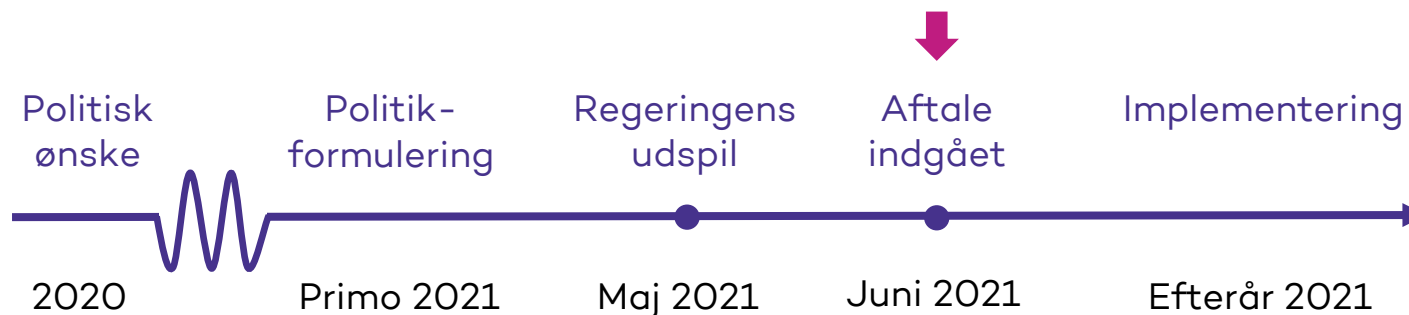 Politisk
ønske
Politik-
formulering
Regeringens
udspil
Aftale
indgået
Implementering
2020
Primo 2021
Maj 2021
Juni 2021
Efterår 2021